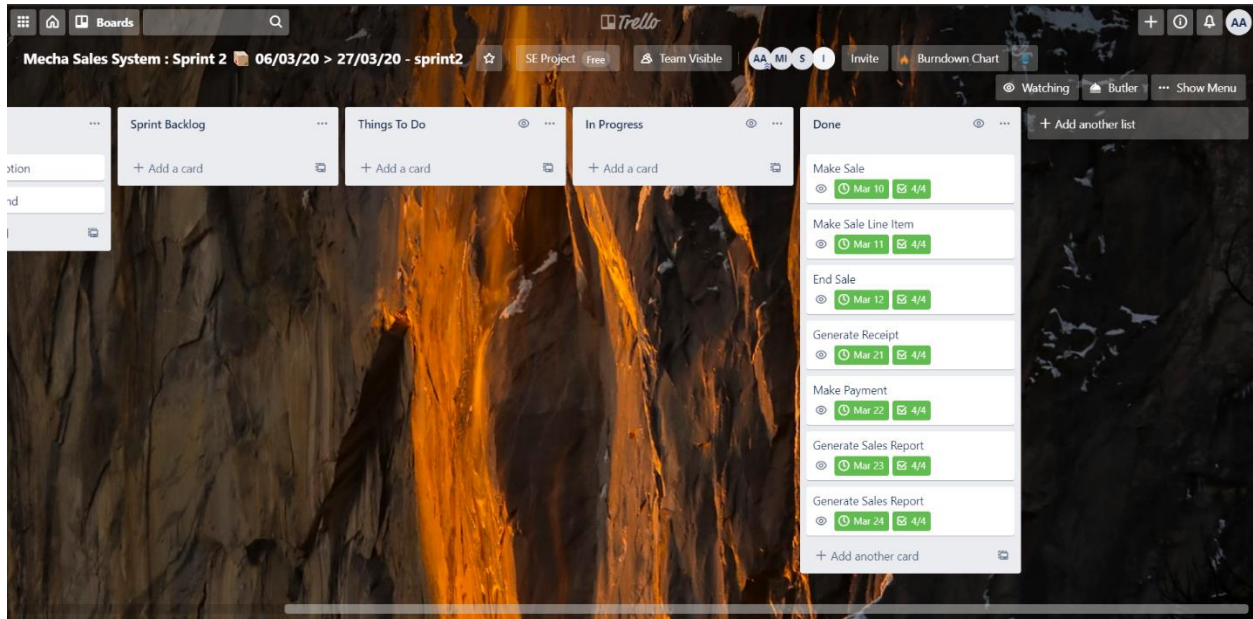 Boards
Trello
AA
Mecha Sales System : Sprint 2 06/03/20 > 27/03/20 - sprint2
SE Project Free
Team Visible
AA MI S I
Invite
Burndown Chart
Watching
Butler
Show Menu
Sprint Backlog
+ Add a card
Things To Do
+ Add a card
In Progress
+ Add a card
Done
Make Sale
Mar 10 4/4
Make Sale Line Item
Mar 11 4/4
End Sale
Mar 12 4/4
Generate Receipt
Mar 21 4/4
Make Payment
Mar 22 4/4
Generate Sales Report
Mar 23 4/4
Generate Sales Report
Mar 24 4/4
+ Add another card
+ Add another list